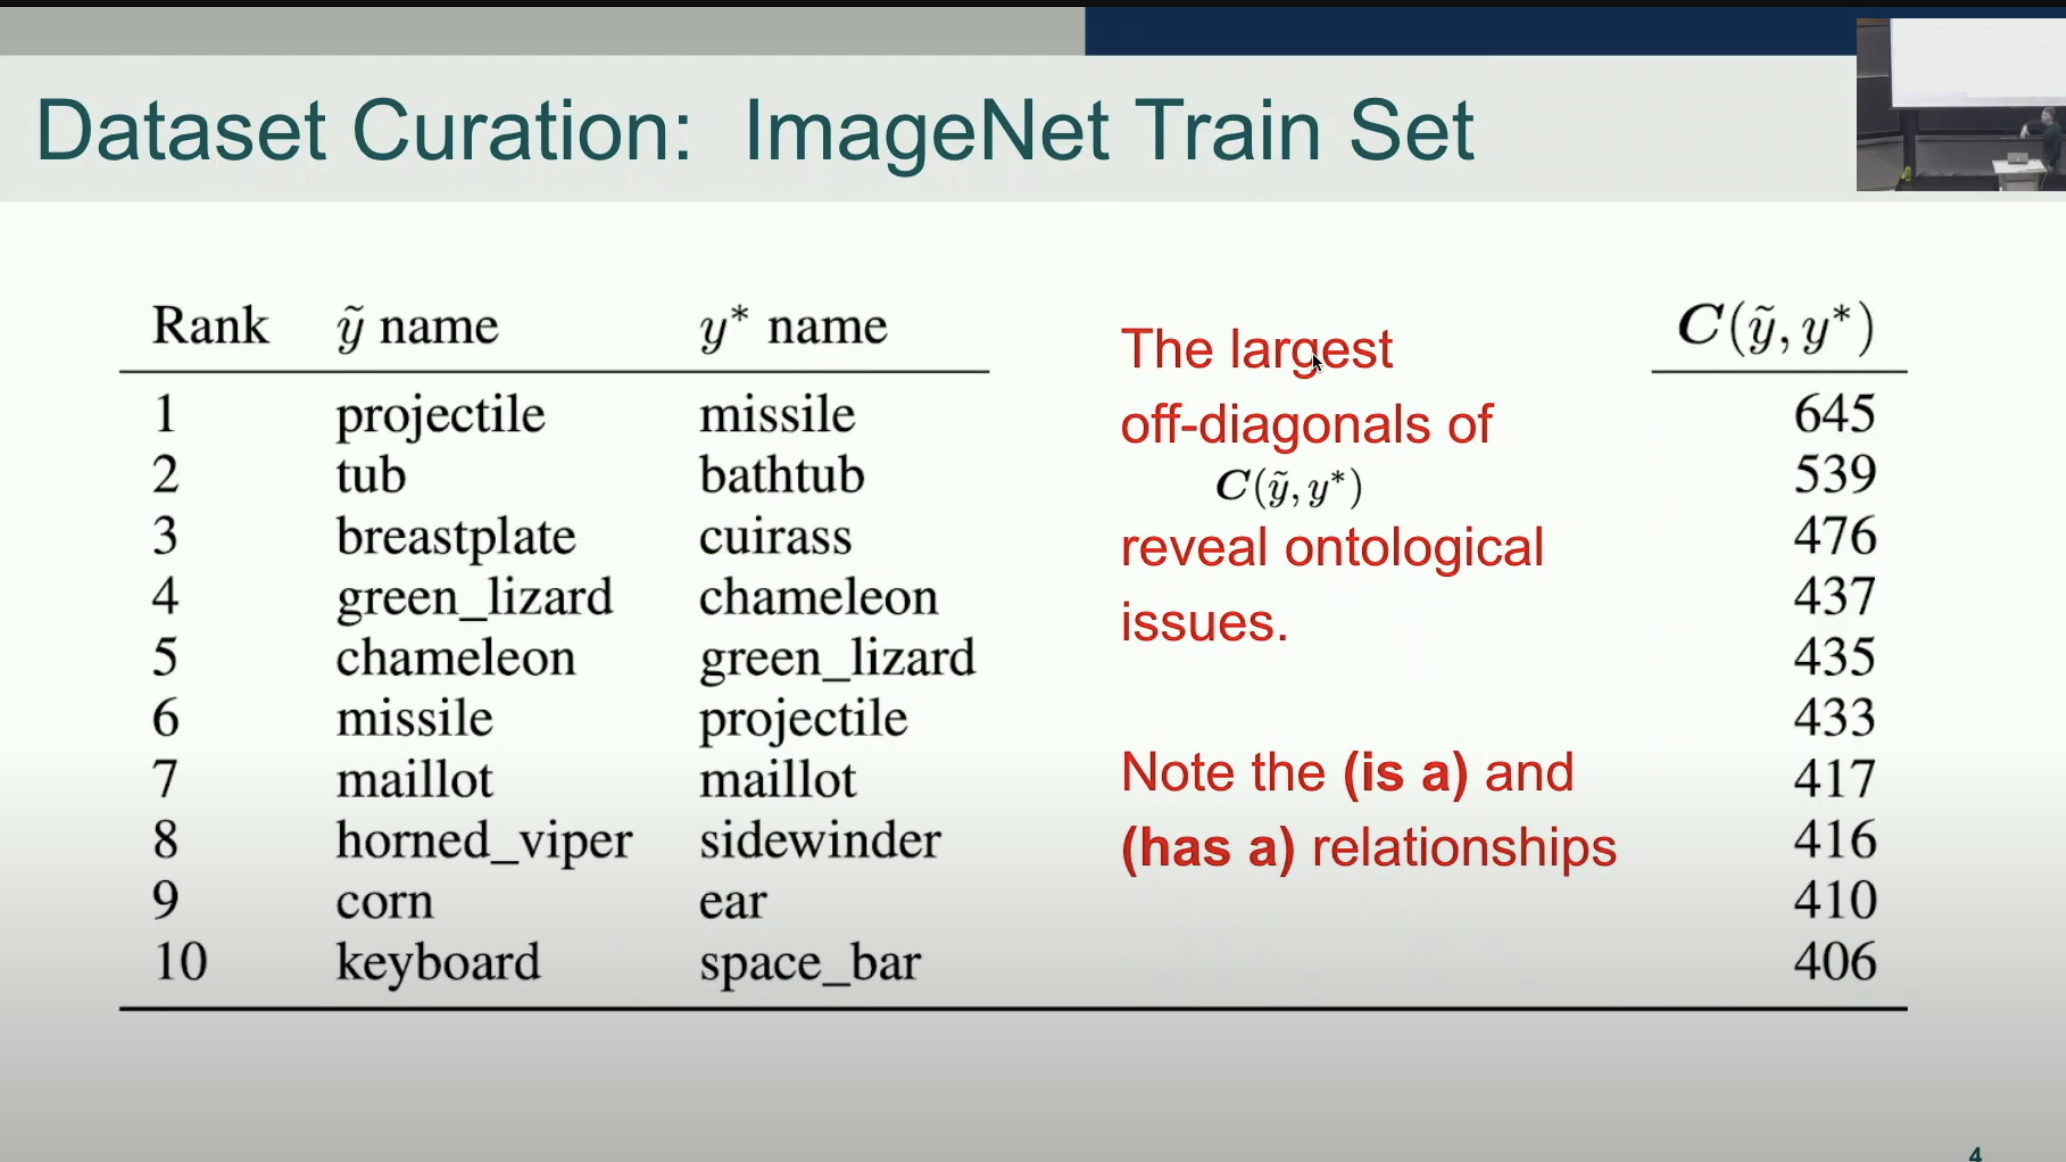 Dataset Curation: ImageNet Train Set
Rank ỹ name y* name C(ỹ, y*)
1 projectile missile 645
2 tub bathtub 539
3 breastplate cuirass 476
4 green_lizard chameleon 437
5 chameleon green_lizard 435
6 missile projectile 433
7 maillot maillot 417
8 horned_viper sidewinder 416
9 corn ear 410
10 keyboard space_bar 406
The largest
off-diagonals of
C(ỹ, y*)
reveal ontological
issues.
Note the (is a) and
(has a) relationships
4